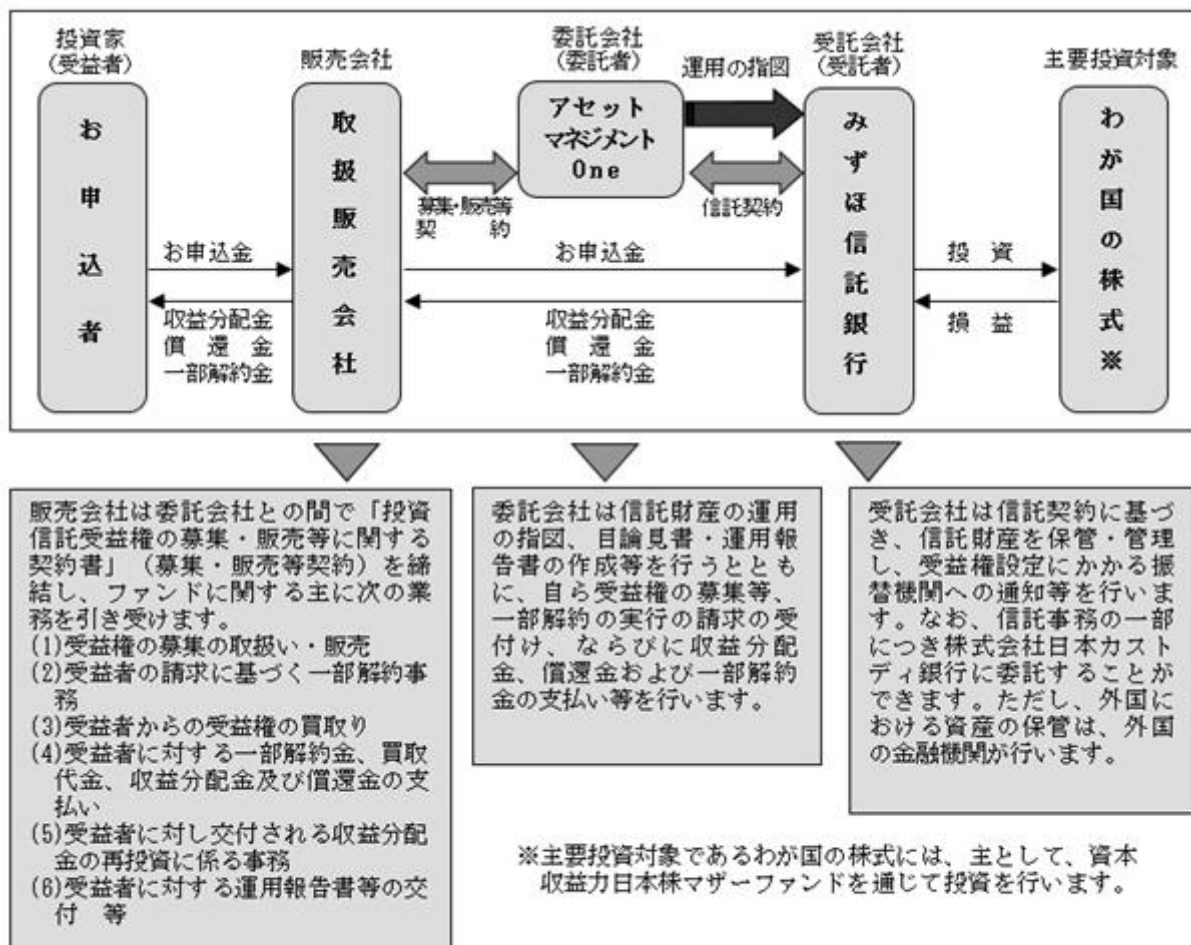 投資家
（受益者）
お申込者
販売会社
取扱販売会社
委託会社
（委託者）
アセット
マネジメント
One
運用の指図
受託会社
（受託者）
みずほ信託銀行
主要投資対象
わが国の株式※
募集・販売等
契　約
信託契約
お申込金
収益分配金
償　還　金
一部解約金
お申込金
収益分配金
償　還　金
一部解約金
投　資
損　益
販売会社は委託会社との間で「投資
信託受益権の募集・販売等に関する
契約書」（募集・販売等契約）を締
結し、ファンドに関する主に次の業
務を引き受けます。
(1)受益権の募集の取扱い・販売
(2)受益者の請求に基づく一部解約事
務
(3)受益者からの受益権の買取り
(4)受益者に対する一部解約金、買取
代金、収益分配金及び償還金の支
払い
(5)受益者に対し交付される収益分配
金の再投資に係る事務
(6)受益者に対する運用報告書等の交
付　等
委託会社は信託財産の運用
の指図、目論見書・運用報
告書の作成等を行うととも
に、自ら受益権の募集等、
一部解約の実行の請求の受
付け、ならびに収益分配
金、償還金および一部解約
金の支払い等を行います。
受託会社は信託契約に基づ
き、信託財産を保管・管理
し、受益権設定にかかる振
替機関への通知等を行いま
す。なお、信託事務の一部
につき株式会社日本カスト
ディ銀行に委託することが
できます。ただし、外国に
おける資産の保管は、外国
の金融機関が行います。
※主要投資対象であるわが国の株式には、主として、資本
収益力日本株マザーファンドを通じて投資を行います。